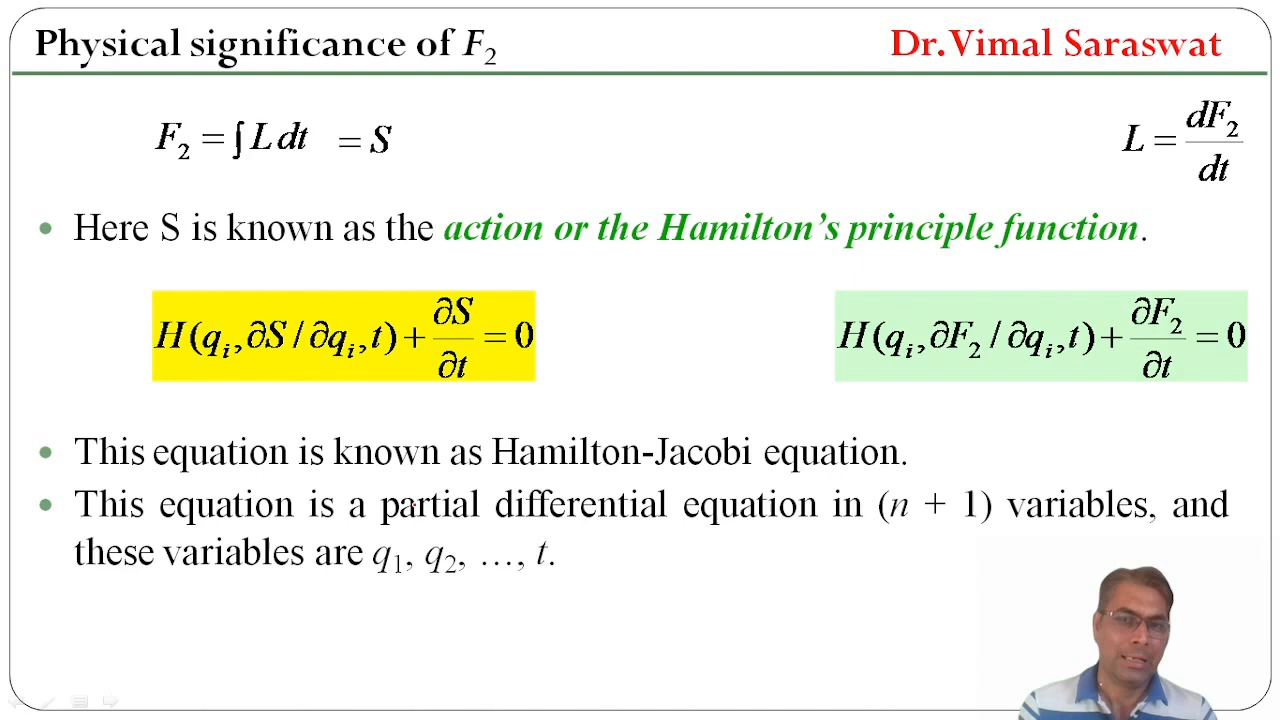 Physical significance of F₂ Dr. Vimal Saraswat
F₂ = ∫ L dt = S L = dF₂/dt
• Here S is known as the action or the Hamilton's principle function.
H(qᵢ, ∂S / ∂qᵢ, t) + ∂S/∂t = 0 H(qᵢ, ∂F₂ / ∂qᵢ, t) + ∂F₂/∂t = 0
• This equation is known as Hamilton-Jacobi equation.
• This equation is a partial differential equation in (n + 1) variables, and
these variables are q₁, q₂, …, t.